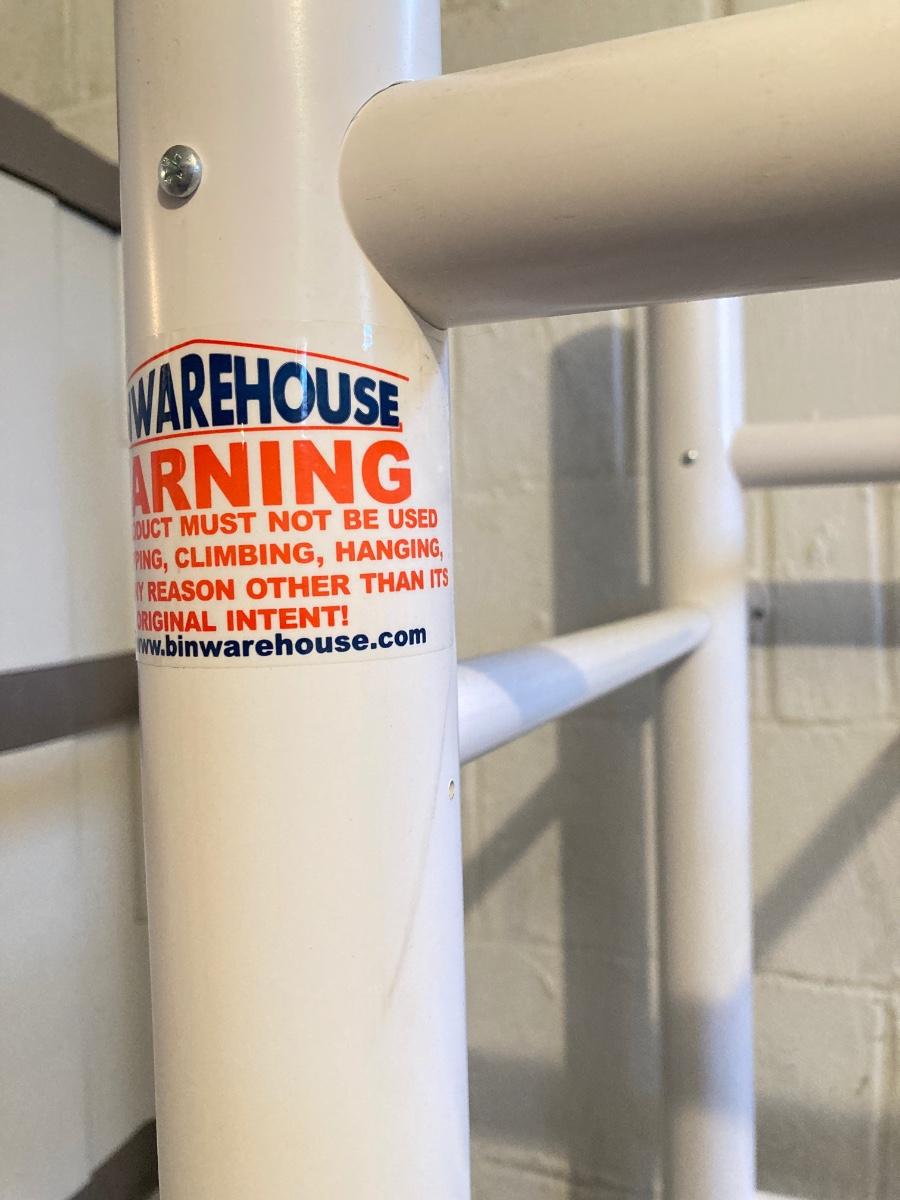 WAREHOUSE
ARNING
DUCT MUST NOT BE USED
PING, CLIMBING, HANGING,
Y REASON OTHER THAN ITS
ORIGINAL INTENT!
www.binwarehouse.com